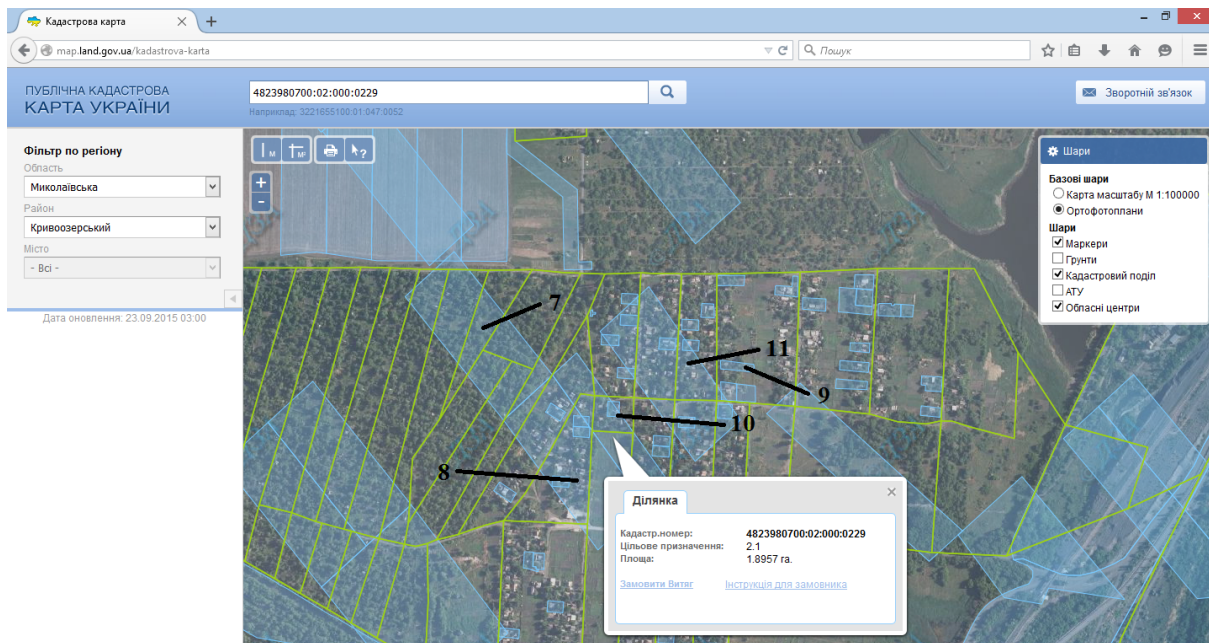 Кадастрова карта
map.land.gov.ua/kadastrova-karta
Пошук
ПУБЛІЧНА КАДАСТРОВА
КАРТА УКРАЇНИ
4823980700:02:000:0229
Наприклад: 3221655100:01:047:0052
Зворотній зв'язок
Фільтр по регіону
Область
Миколаївська
Район
Кривоозерський
Місто
- Всі -
Дата оновлення: 23.09.2015 03:00
М
М²
?
+
-
Шари
Базові шари
Карта масштабу М 1:100000
Ортофотоплани
Шари
Маркери
Грунти
Кадастровий поділ
АТУ
Обласні центри
7
11
9
10
8
Ділянка
Кадастр.номер: 4823980700:02:000:0229
Цільове призначення: 2.1
Площа: 1.8957 га.
Замовити Витяг Інструкція для замовника